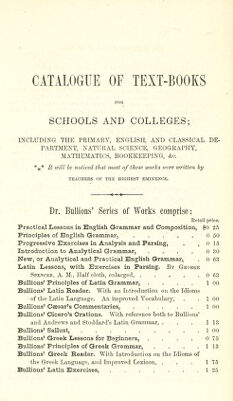 CATALOGUE OF TEXT-BOOKS
FOR
SCHOOLS AND COLLEGES;
INCLUDING THE PRIMARY, ENGLISH, AND CLASSICAL DE-
PARTMENT, NATURAL SCIENCE, GEOGRAPHY,
MATHEMATICS, BOOKKEEPING, &c.
*** It will be noticed that most of these works were written by
TEACHERS OF THE HIGHEST EMINENCE.
Dr. Bullions' Series of Works comprise:
Retail price.
Practical Lessons in English Grammar and Composition, $0 25
Principles of English Grammar, 0 50
Progressive Exercises in Analysis and Parsing, 0 15
Introduction to Analytical Grammar, 0 30
New, or Analytical and Practical English Grammar, 0 63
Latin Lessons, with Exercises in Parsing. BY GEORGE
SPENCER, A. M., Half cloth, enlarged, 0 63
Bullions' Principles of Latin Grammar, 1 00
Bullions' Latin Reader. With an Introduction on the Idioms
of the Latin Language. An improved Vocabulary, 1 00
Bullions' Cæsar's Commentaries, 1 00
Bullions' Cicero's Orations. With reference both to Bullions'
and Andrews and Stoddard's Latin Grammar, 1 13
Bullions' Sallust, 1 00
Bullions' Greek Lessons for Beginners, 0 75
Bullions' Principles of Greek Grammar, 1 13
Bullions' Greek Reader. With Introduction on the Idioms of
the Greek Language, and Improved Lexicon, 1 75
Bullions' Latin Exercises, 1 25